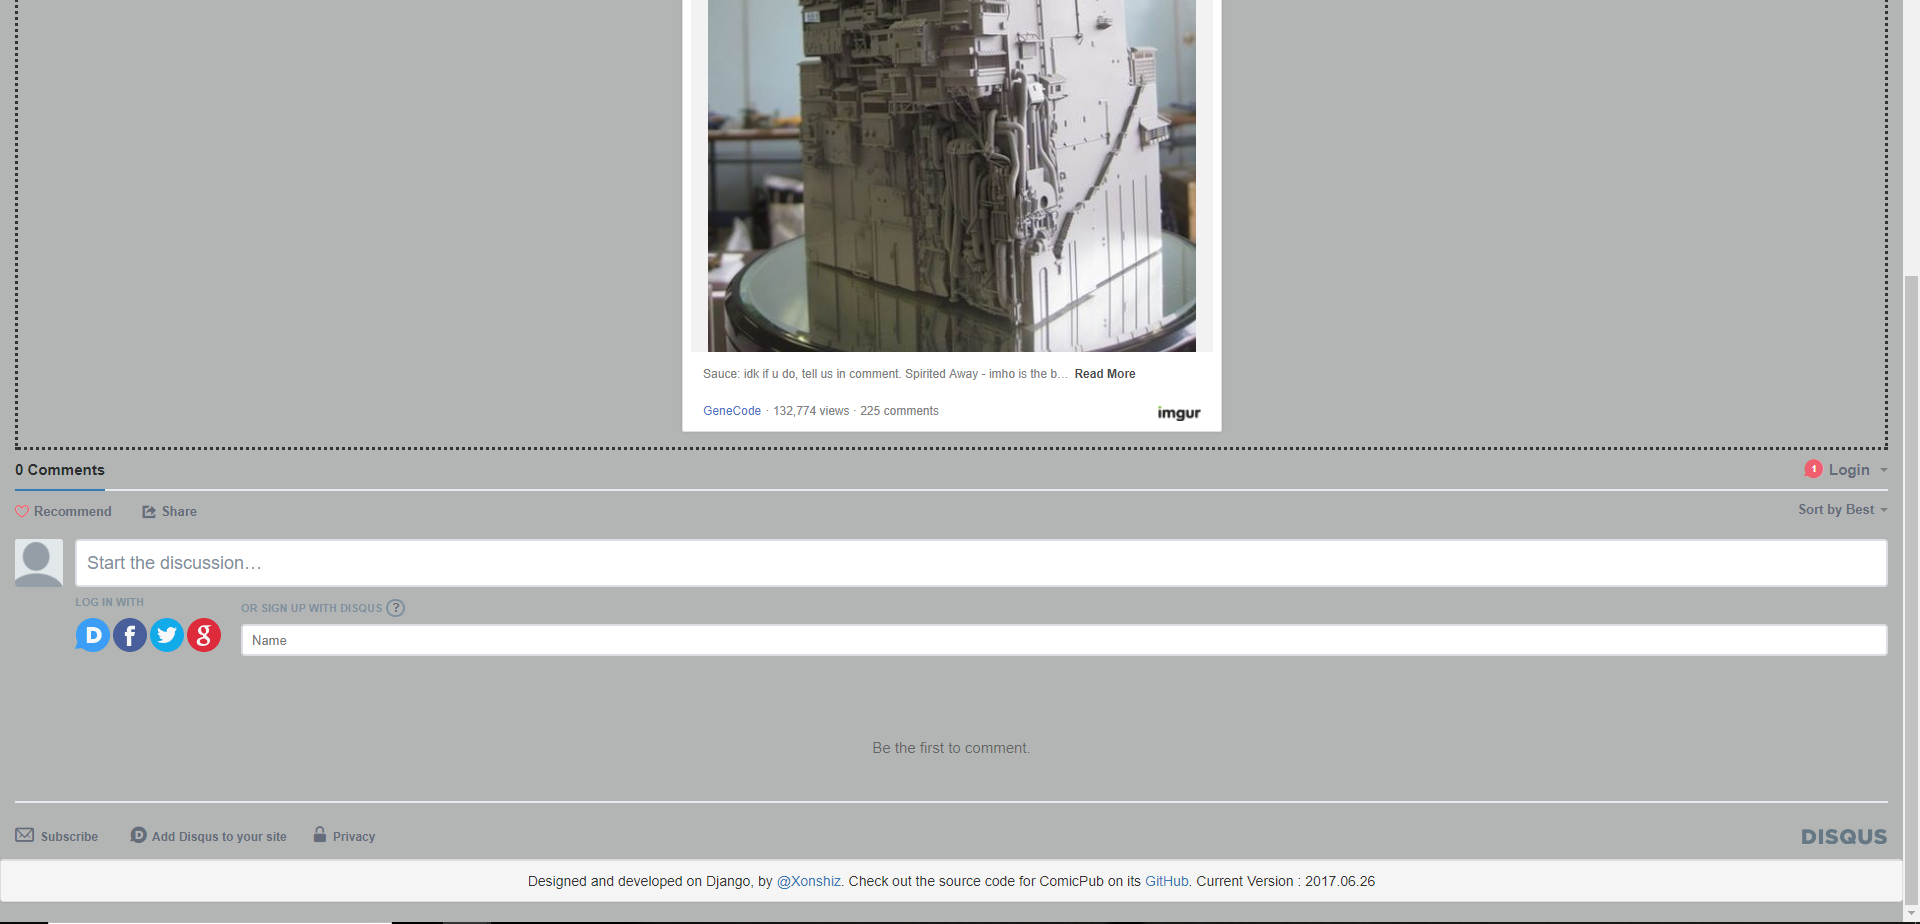 Sauce: idk if u do, tell us in comment. Spirited Away - imho is the b... Read More
GeneCode · 132,774 views · 225 comments
imgur
0 Comments
1 Login
Recommend
Share
Sort by Best
Start the discussion…
LOG IN WITH
OR SIGN UP WITH DISQUS ?
D f g
Name
Be the first to comment.
Subscribe
D Add Disqus to your site
Privacy
DISQUS
Designed and developed on Django, by @Xonshiz. Check out the source code for ComicPub on its GitHub. Current Version : 2017.06.26